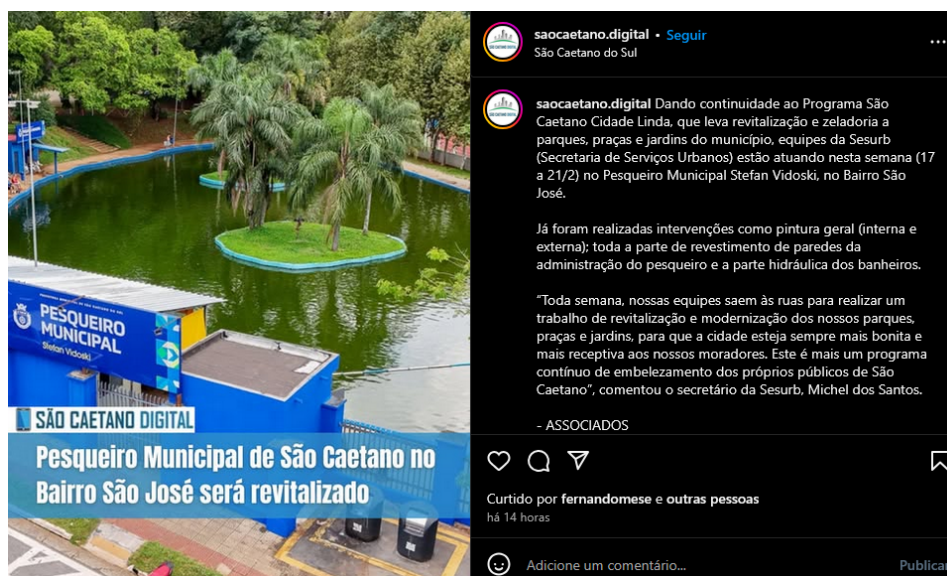 PESQUEIRO
MUNICIPAL
Stefan Vidoski
SÃO CAETANO DIGITAL
Pesqueiro Municipal de São Caetano no
Bairro São José será revitalizado
saocaetano.digital • Seguir
São Caetano do Sul
saocaetano.digital Dando continuidade ao Programa São
Caetano Cidade Linda, que leva revitalização e zeladoria a
parques, praças e jardins do município, equipes da Sesurb
(Secretaria de Serviços Urbanos) estão atuando nesta semana (17
a 21/2) no Pesqueiro Municipal Stefan Vidoski, no Bairro São
José.
Já foram realizadas intervenções como pintura geral (interna e
externa); toda a parte de revestimento de paredes da
administração do pesqueiro e a parte hidráulica dos banheiros.
“Toda semana, nossas equipes saem às ruas para realizar um
trabalho de revitalização e modernização dos nossos parques,
praças e jardins, para que a cidade esteja sempre mais bonita e
mais receptiva aos nossos moradores. Este é mais um programa
contínuo de embelezamento dos próprios públicos de São
Caetano”, comentou o secretário da Sesurb, Michel dos Santos.
- ASSOCIADOS
Curtido por fernandomese e outras pessoas
há 14 horas
Adicione um comentário...
Publicar